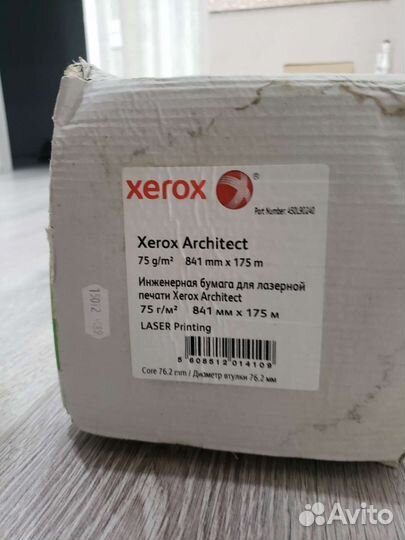 xerox ®
Part Number: 450L90240
Xerox Architect
75 g/m² 841 mm x 175 m
Инженерная бумага для лазерной
печати Xerox Architect
75 г/м² 841 мм x 175 м
LASER Printing
5 608512 014109
Core 76.2 mm / Диаметр втулки 76.2 мм
Avito